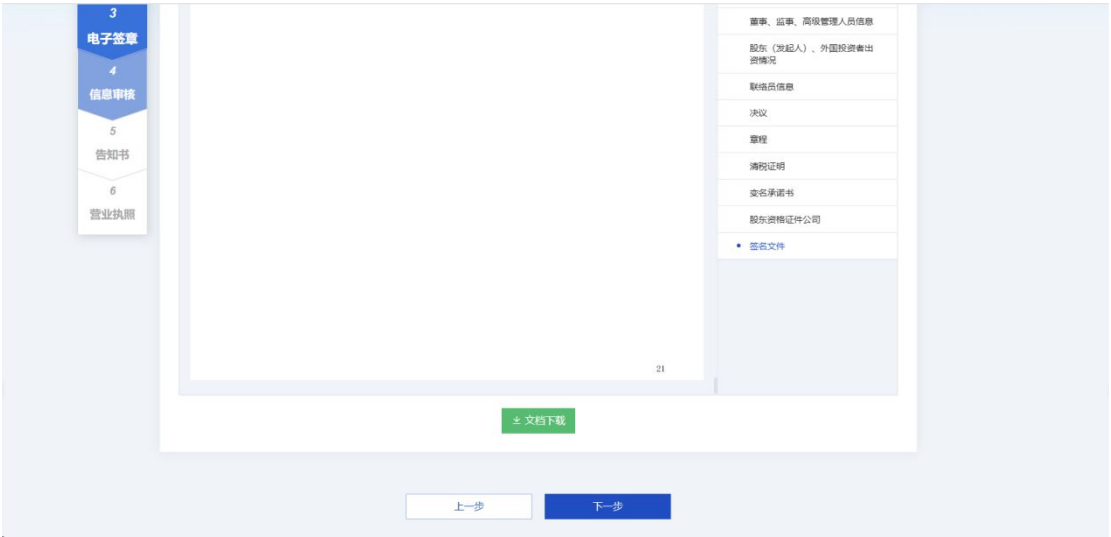 3
电子签章
4
信息审核
5
告知书
6
营业执照
董事、监事、高级管理人员信息
股东（发起人）、外国投资者出
资情况
联络员信息
决议
章程
清税证明
变名承诺书
股东资格证件公司
签名文件
21
文档下载
上一步
下一步